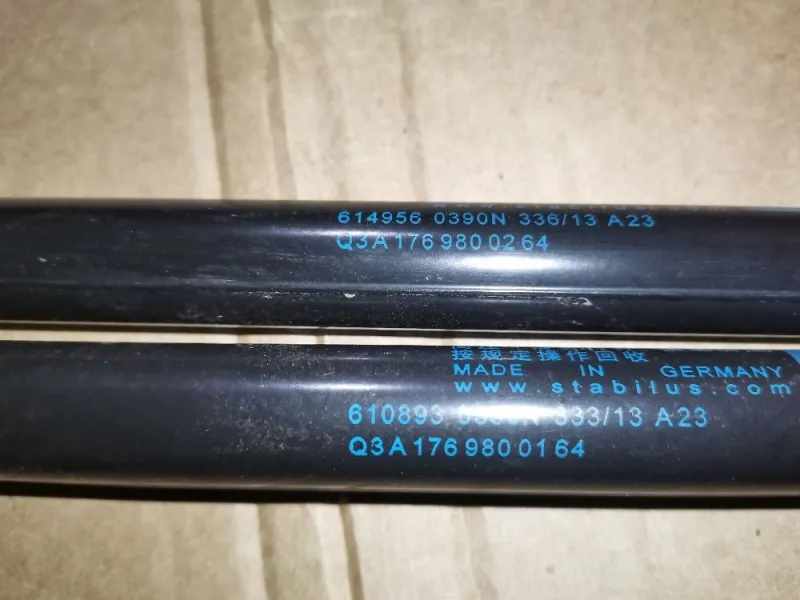 614956 0390N 336/13 A23
Q3A 176 980 02 64
按规定操作回收
MADE IN GERMANY
www.stabilus.com
610893 333/13 A23
Q3A 176 980 01 64